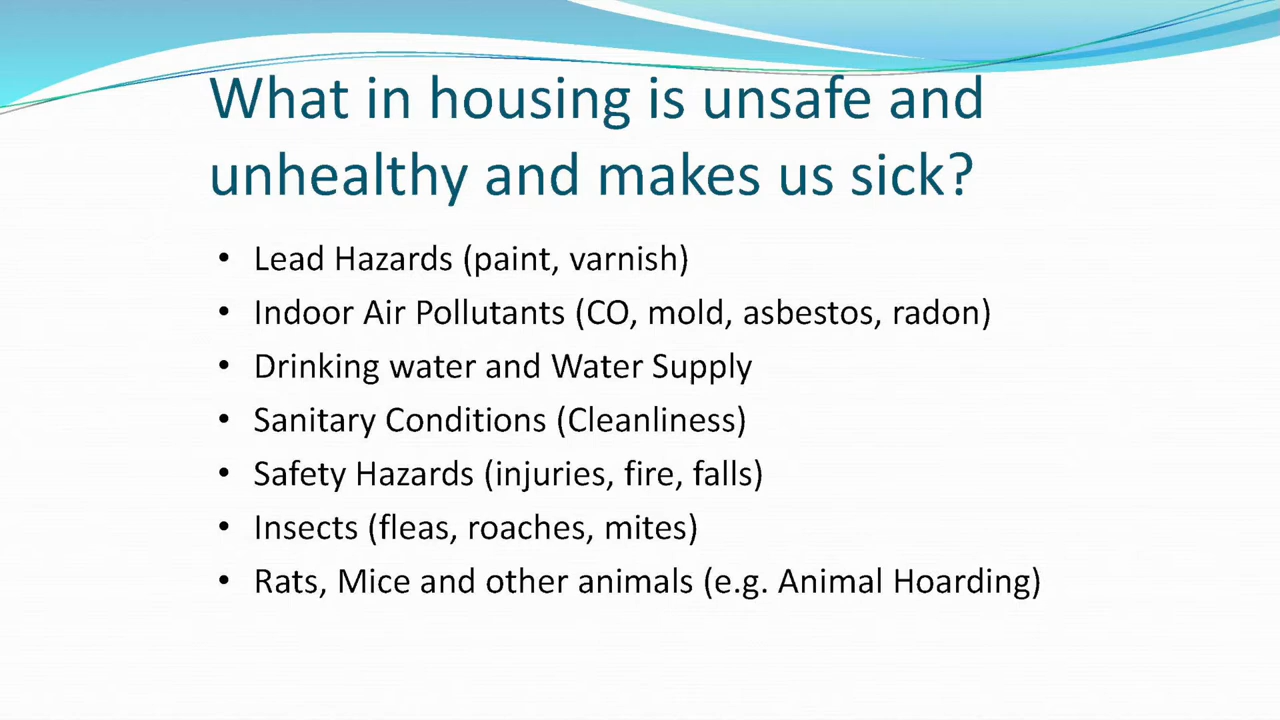 What in housing is unsafe and
unhealthy and makes us sick?
• Lead Hazards (paint, varnish)
• Indoor Air Pollutants (CO, mold, asbestos, radon)
• Drinking water and Water Supply
• Sanitary Conditions (Cleanliness)
• Safety Hazards (injuries, fire, falls)
• Insects (fleas, roaches, mites)
• Rats, Mice and other animals (e.g. Animal Hoarding)